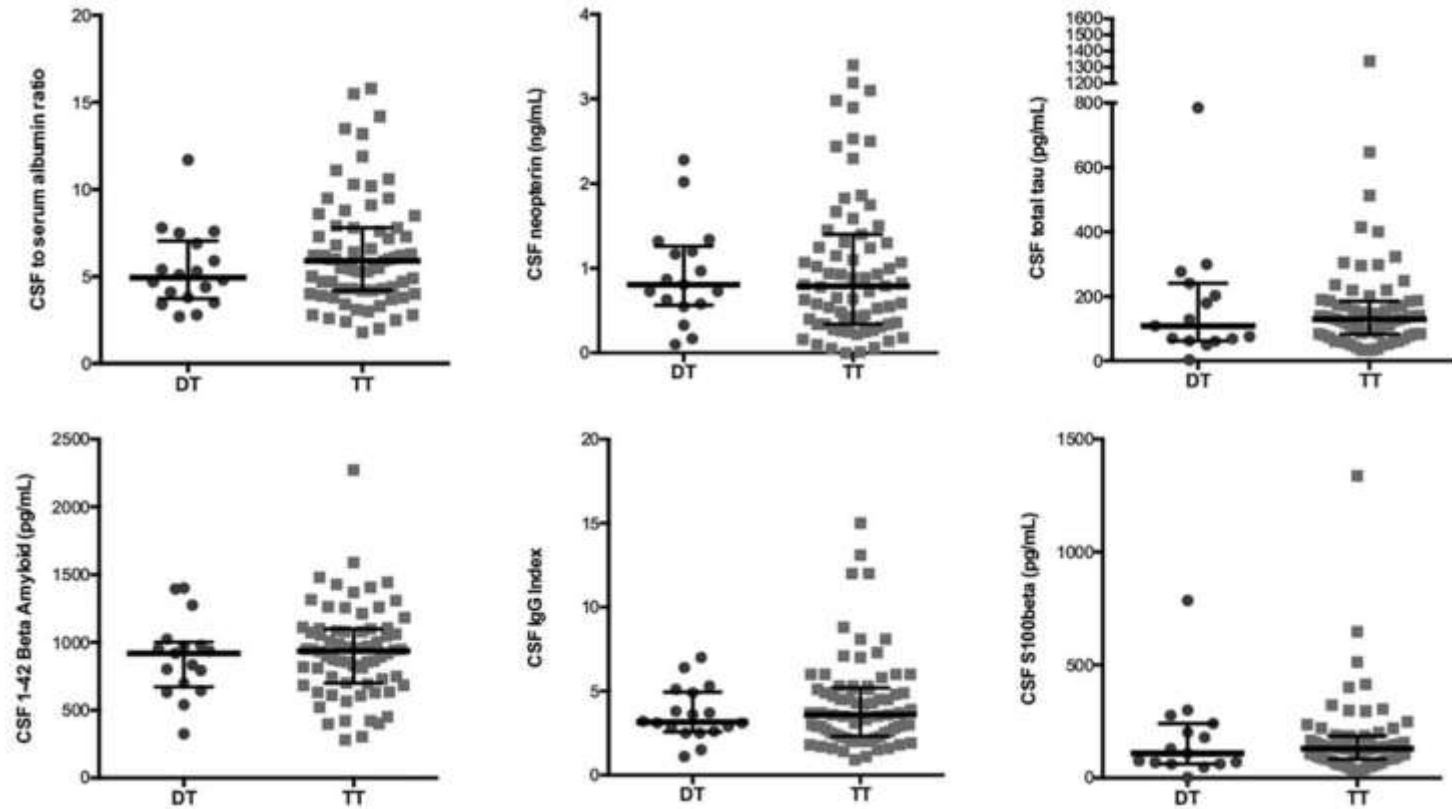 CSF to serum albumin ratio
20
15
10
5
0
DT
TT
CSF neopterin (ng/mL)
4
3
2
1
0
DT
TT
CSF total tau (pg/mL)
1600
1500
1400
1300
1200
1100
1000
800
600
400
200
0
DT
TT
CSF 1-42 Beta Amyloid (pg/mL)
2500
2000
1500
1000
500
0
DT
TT
CSF IgG Index
20
15
10
5
0
DT
TT
CSF S100beta (pg/mL)
1500
1000
500
0
DT
TT